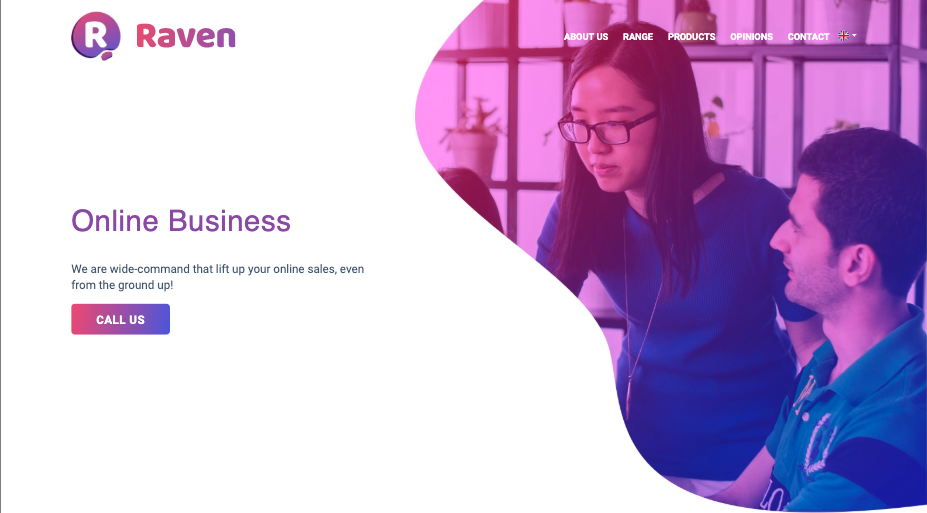 R Raven
ABOUT US RANGE PRODUCTS OPINIONS CONTACT
Online Business
We are wide-command that lift up your online sales, even
from the ground up!
CALL US